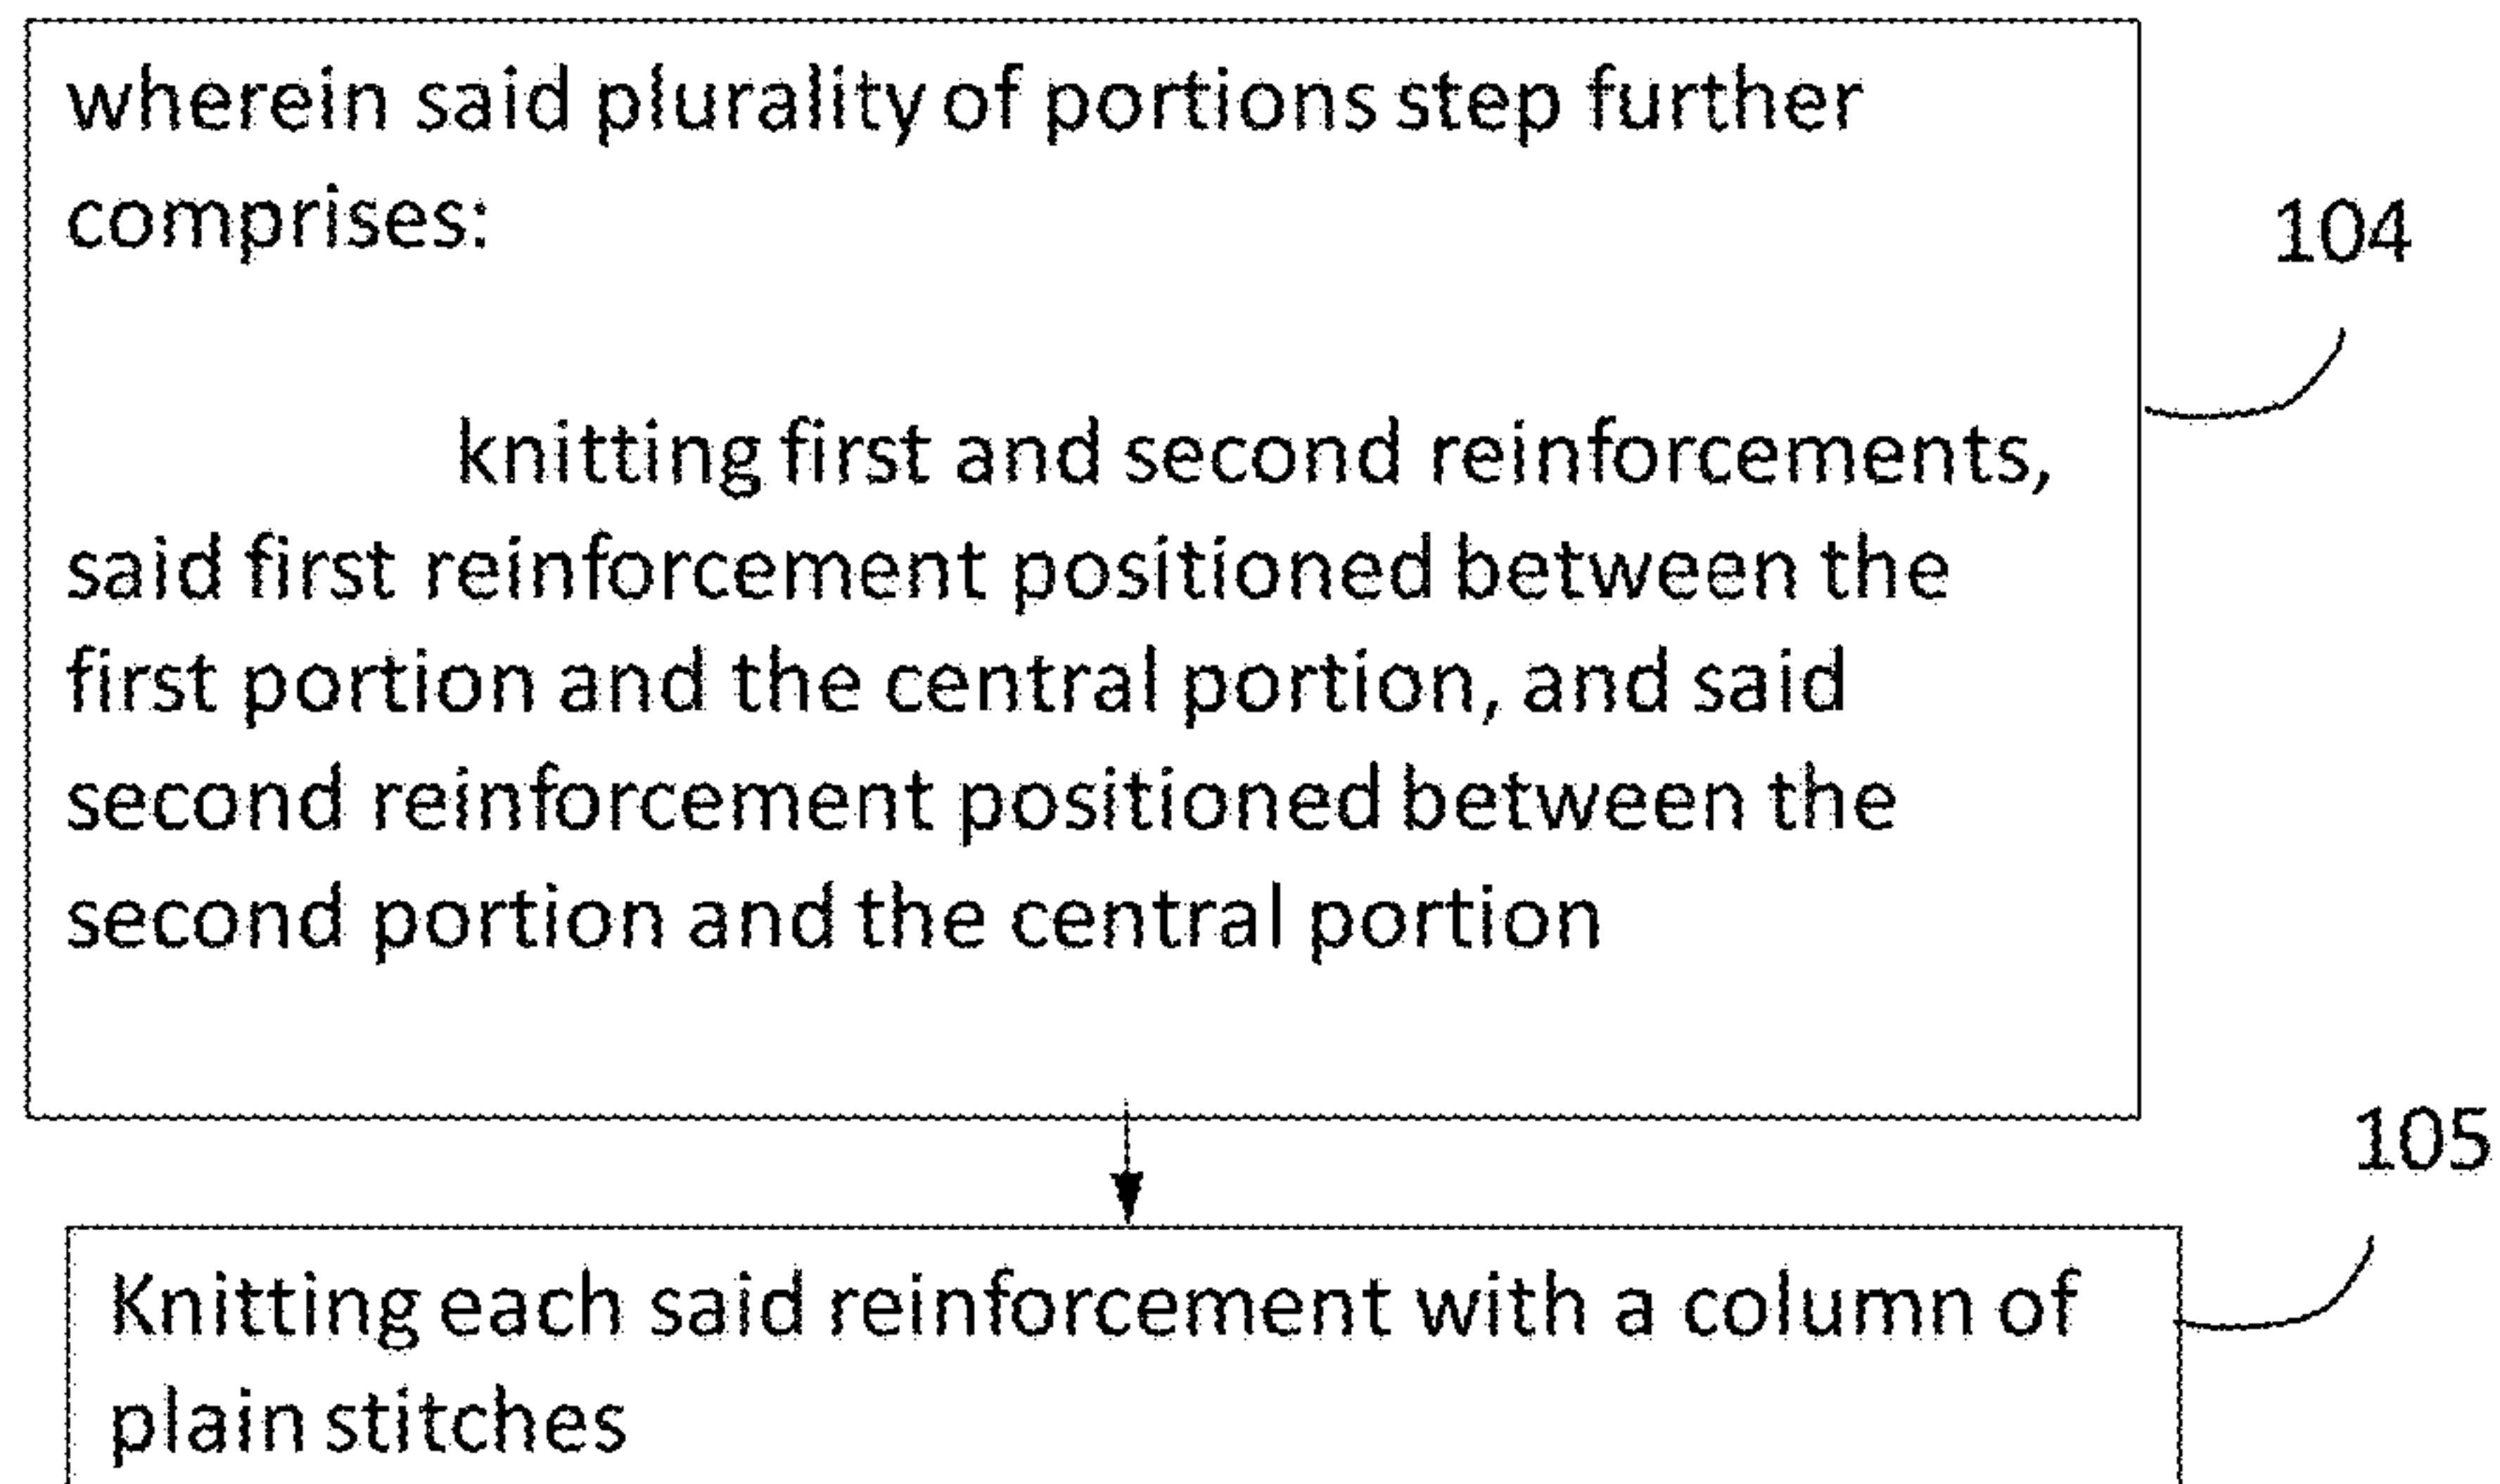 wherein said plurality of portions step further
comprises:
104
knitting first and second reinforcements,
said first reinforcement positioned between the
first portion and the central portion, and said
second reinforcement positioned between the
second portion and the central portion
105
Knitting each said reinforcement with a column of
plain stitches